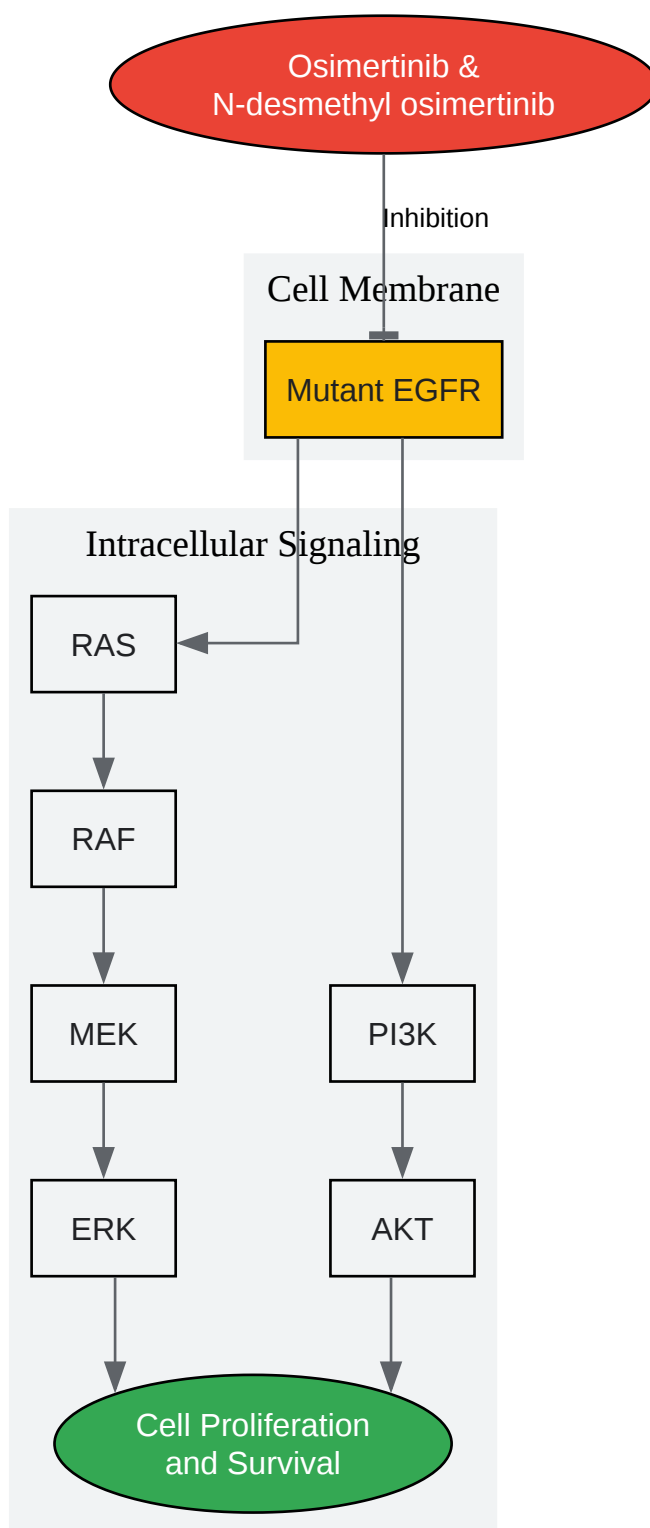 Osimertinib &
N-desmethyl osimertinib
Inhibition
Cell Membrane
Mutant EGFR
Intracellular Signaling
RAS
RAF
MEK
PI3K
ERK
AKT
Cell Proliferation
and Survival